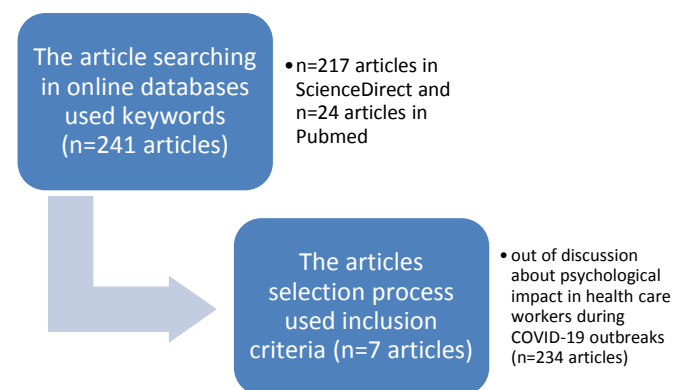 The article searching
in online databases
used keywords
(n=241 articles)
•n=217 articles in
ScienceDirect and
n=24 articles in
Pubmed
The articles
selection process
used inclusion
criteria (n=7 articles)
• out of discussion
about psychological
impact in health care
workers during
COVID-19 outbreaks
(n=234 articles)